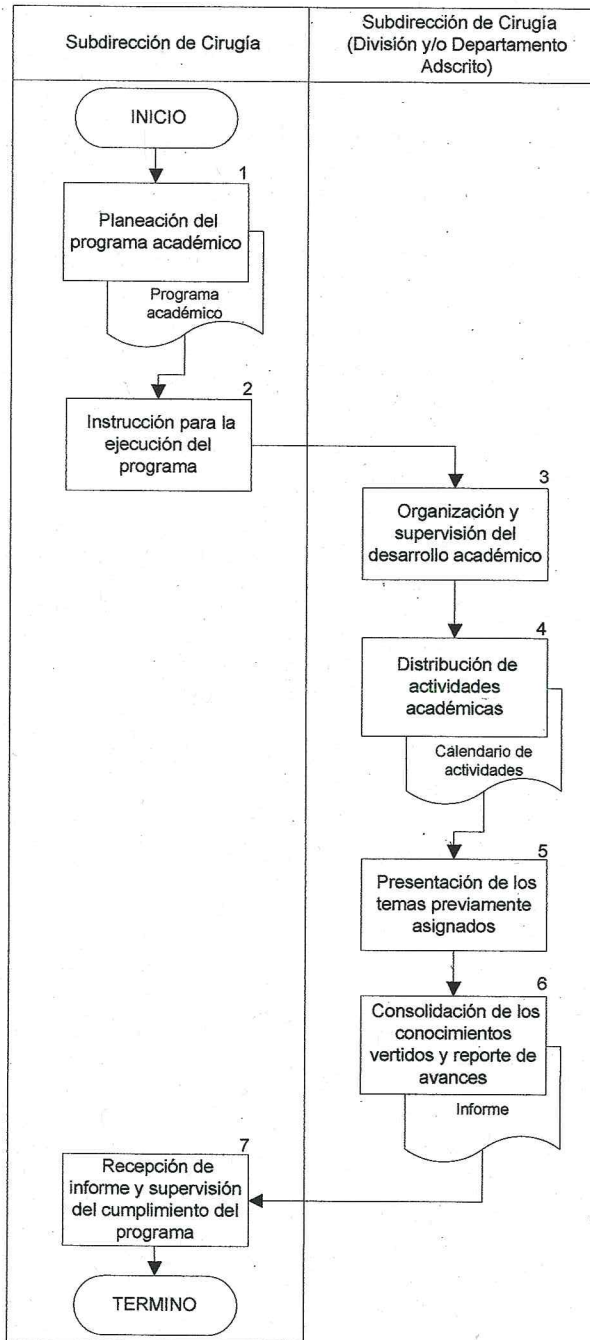 Subdirección de Cirugía
Subdirección de Cirugía
(División y/o Departamento
Adscrito)
INICIO
1
Planeación del
programa académico
Programa
académico
2
Instrucción para la
ejecución del
programa
3
Organización y
supervisión del
desarrollo académico
4
Distribución de
actividades
académicas
Calendario de
actividades
5
Presentación de los
temas previamente
asignados
6
Consolidación de los
conocimientos
vertidos y reporte de
avances
Informe
7
Recepción de
informe y supervisión
del cumplimiento del
programa
TERMINO